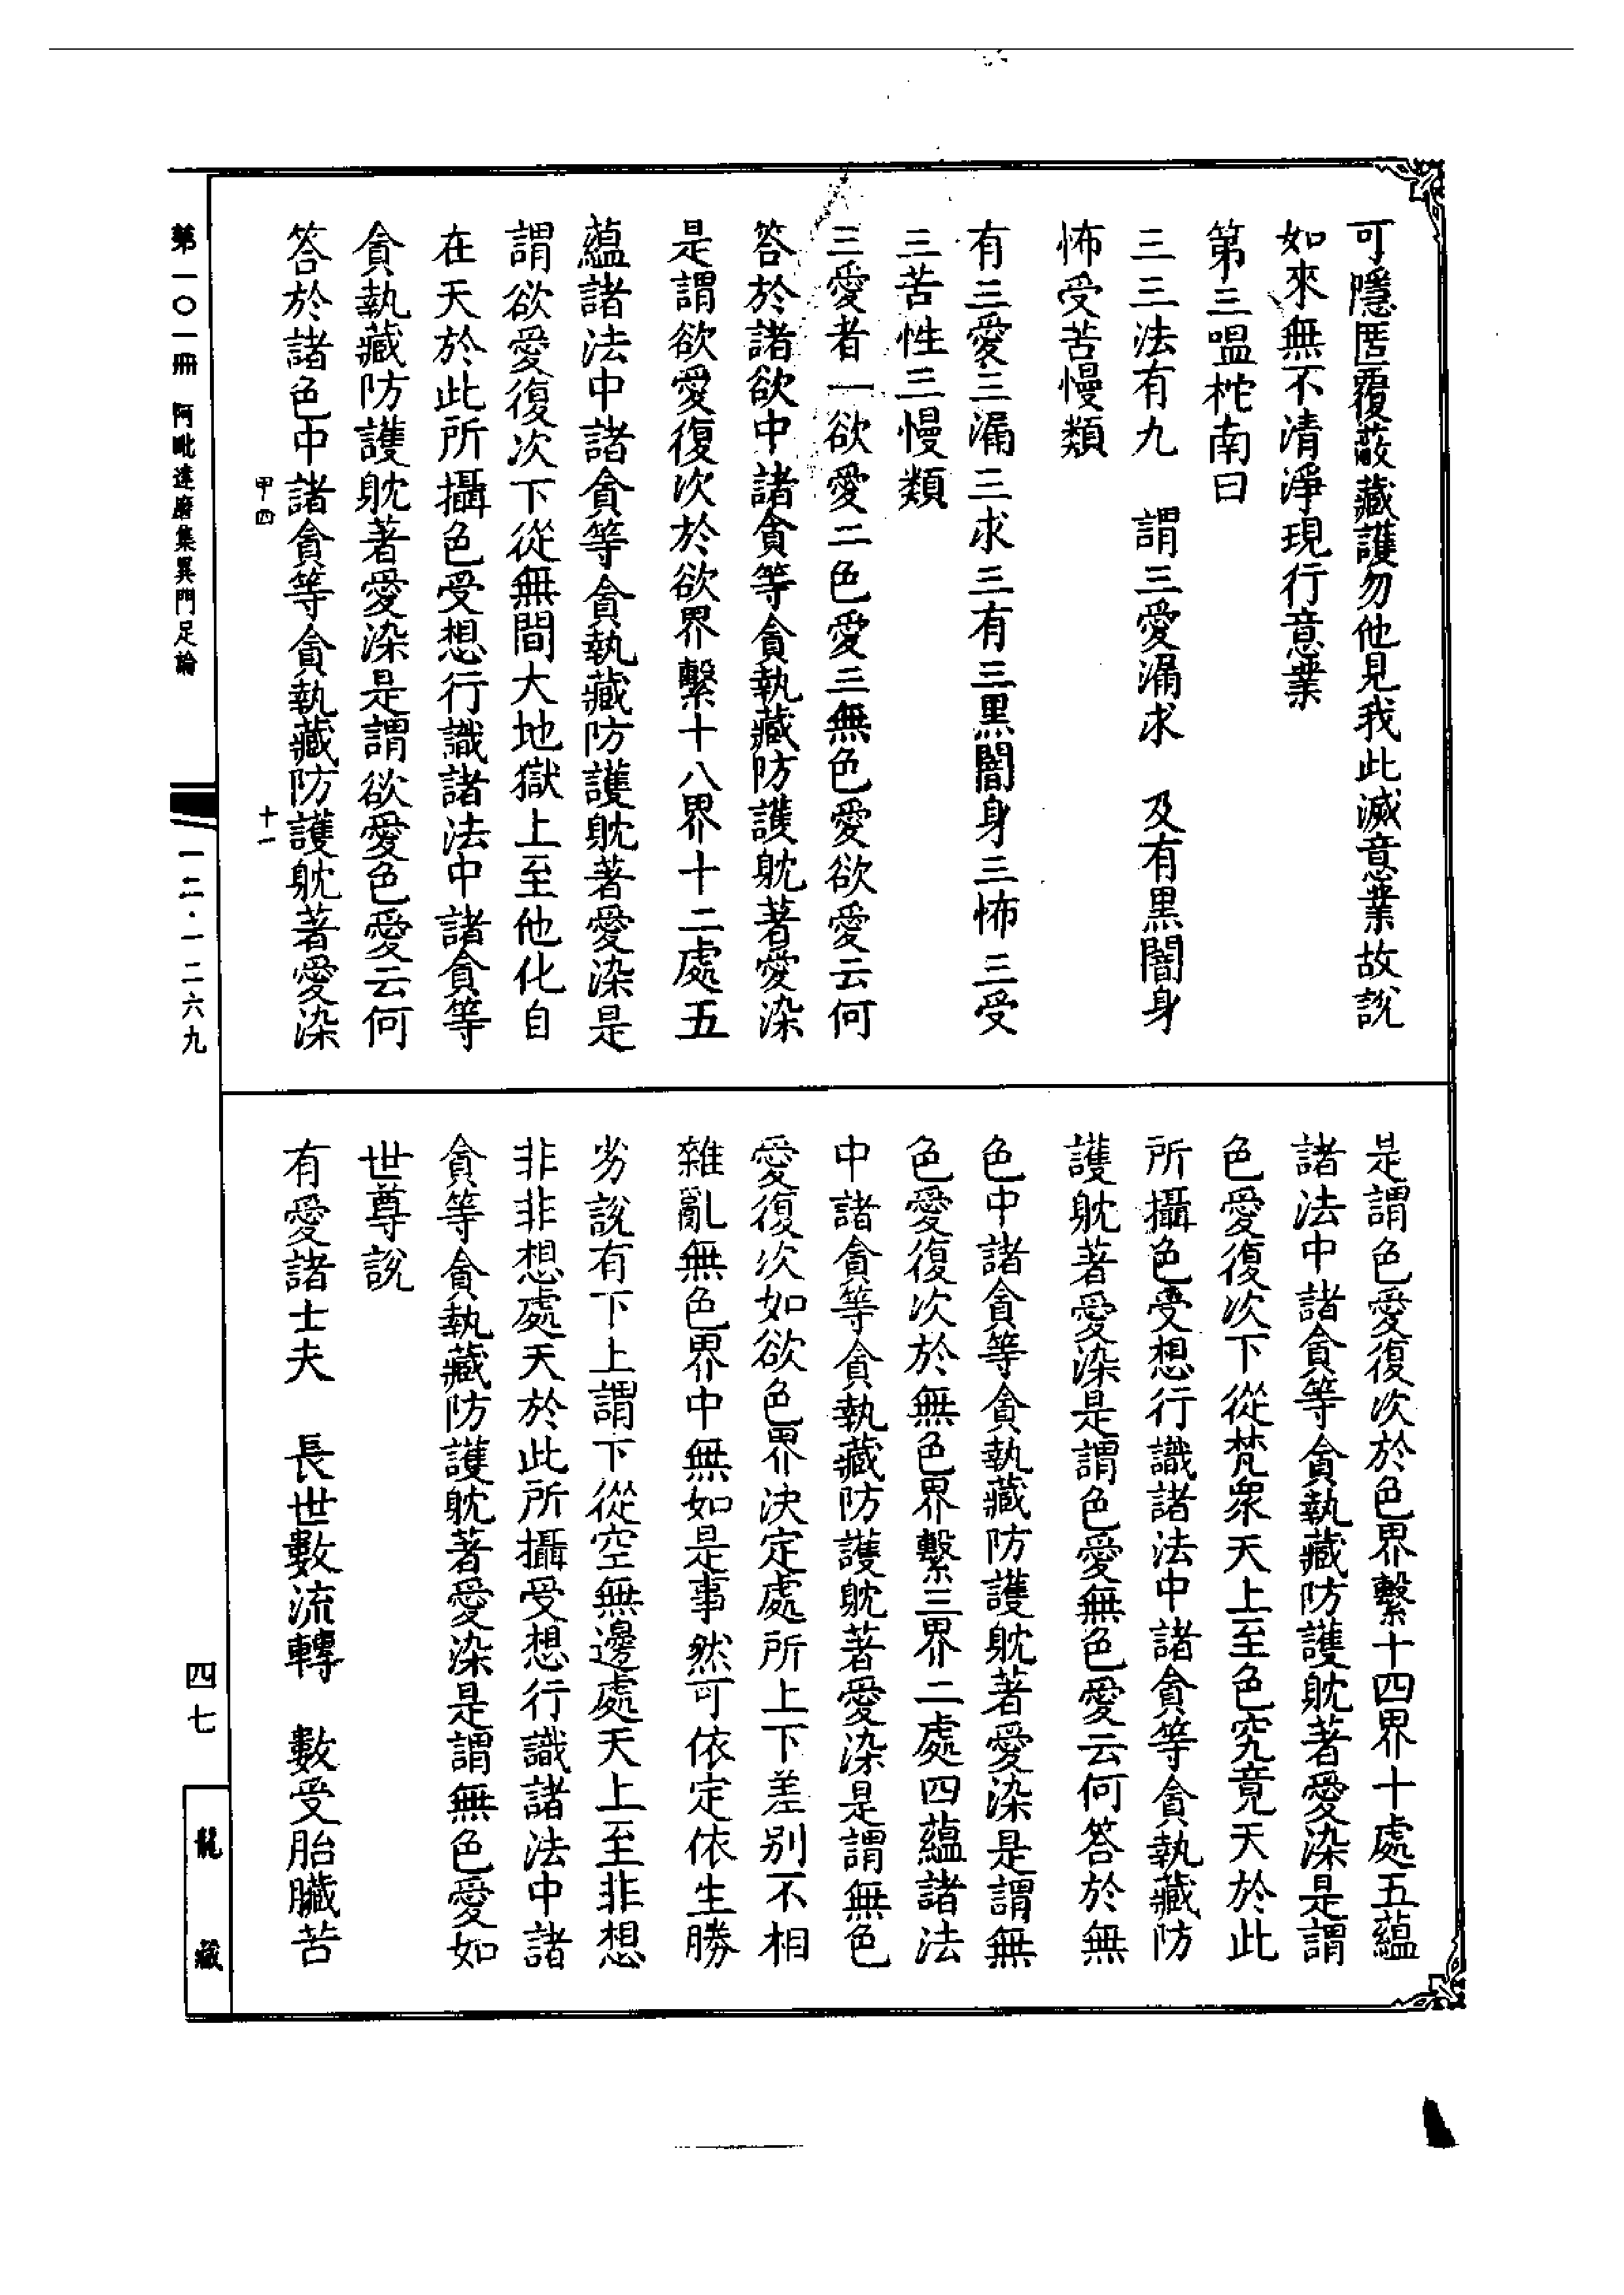 可隱匿覆蔽藏護勿他見我此滅意業故說
如來無不清淨現行意業
第三嗢柁南曰
三三法有九　謂三愛漏求　及有黑闇身
怖受苦慢類
有三愛三漏三求三有三黑闇身三怖三受
三苦性三慢類
三愛者一欲愛二色愛三無色愛欲愛云何
答於諸欲中諸貪等貪執藏防護躭著愛染
是謂欲愛復次於欲界繫十八界十二處五
蘊諸法中諸貪等貪執藏防護躭著愛染是
謂欲愛復次下從無間大地獄上至他化自
在天於此所攝色受想行識諸法中諸貪等
貪執藏防護躭著愛染是謂欲愛色愛云何
答於諸色中諸貪等貪執藏防護躭著愛染
甲四　十一
是謂色愛復次於色界繫十四界十處五蘊
諸法中諸貪等貪執藏防護躭著愛染是謂
色愛復次下從梵眾天上至色究竟天於此
所攝色受想行識諸法中諸貪等貪執藏防
護躭著愛染是謂色愛無色愛云何答於無
色中諸貪等貪執藏防護躭著愛染是謂無
色愛復次於無色界繫三界二處四蘊諸法
中諸貪等貪執藏防護躭著愛染是謂無色
愛復次如欲色界決定處所上下差別不相
雜亂無色界中無如是事然可依定依生勝
劣說有下上謂下從空無邊處天上至非想
非非想處天於此所攝受想行識諸法中諸
貪等貪執藏防護躭著愛染是謂無色愛如
世尊說
有愛諸士夫　長世數流轉　數受胎臟苦
第一〇一冊　阿毗達磨集異門足論
一二·一二六九
四七
龍藏